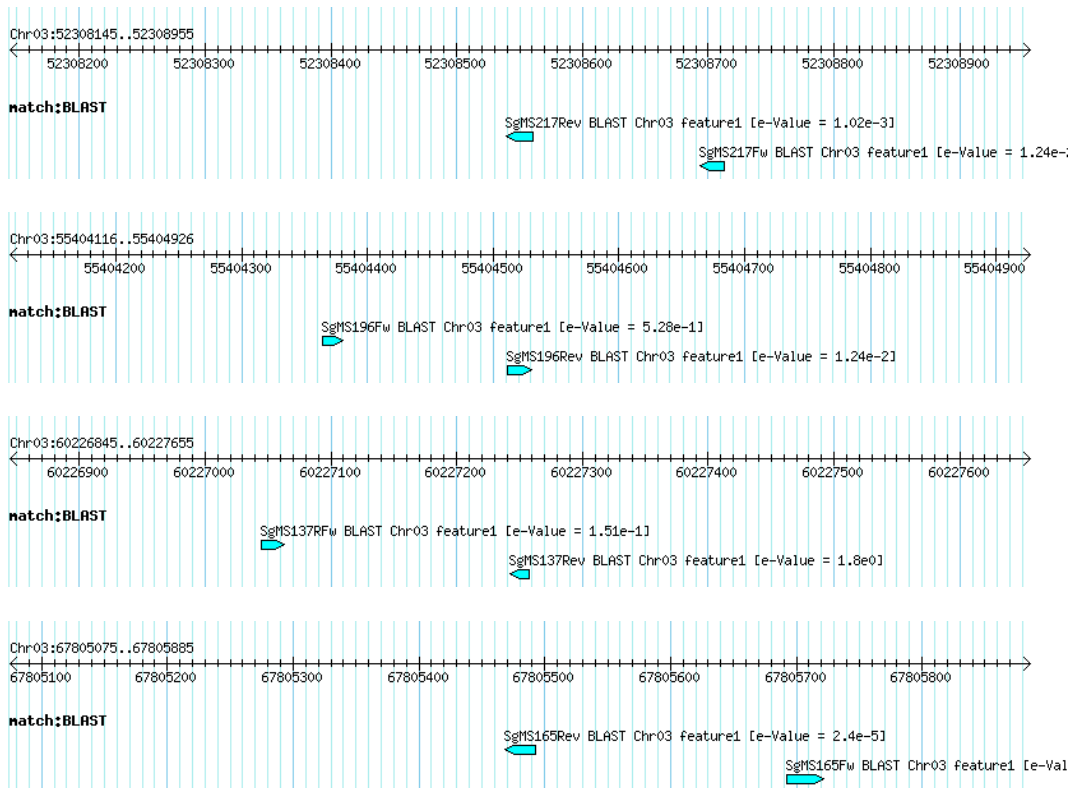 Chr03:52308145..52308955
52308200 52308300 52308400 52308500 52308600 52308700 52308800 52308900
match:BLAST
SgMS217Rev BLAST Chr03 feature1 [e-Value = 1.02e-3]
SgMS217Fw BLAST Chr03 feature1 [e-Value = 1.24e-2
Chr03:55404116..55404926
55404200 55404300 55404400 55404500 55404600 55404700 55404800 55404900
match:BLAST
SgMS196Fw BLAST Chr03 feature1 [e-Value = 5.28e-1]
SgMS196Rev BLAST Chr03 feature1 [e-Value = 1.24e-2]
Chr03:60226845..60227655
60226900 60227000 60227100 60227200 60227300 60227400 60227500 60227600
match:BLAST
SgMS137RFw BLAST Chr03 feature1 [e-Value = 1.51e-1]
SgMS137Rev BLAST Chr03 feature1 [e-Value = 1.8e0]
Chr03:67805075..67805885
67805100 67805200 67805300 67805400 67805500 67805600 67805700 67805800
match:BLAST
SgMS165Rev BLAST Chr03 feature1 [e-Value = 2.4e-5]
SgMS165Fw BLAST Chr03 feature1 [e-Val